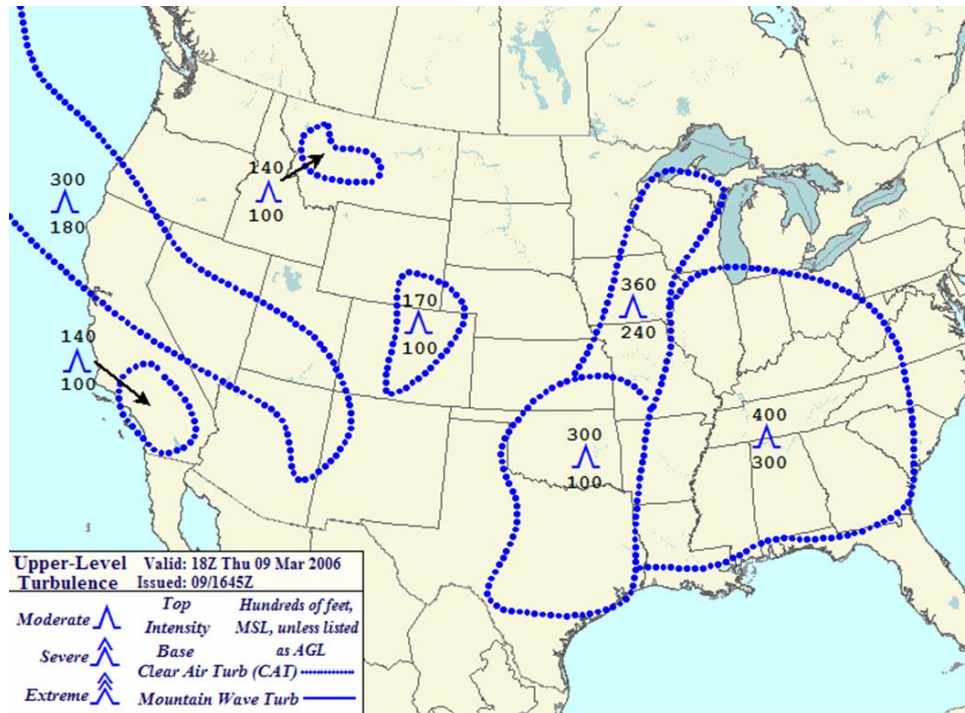 140
100
300
180
360
240
170
100
140
100
400
300
300
100
Upper-Level
Turbulence
Valid: 18Z Thu 09 Mar 2006
Issued: 09/1645Z
Moderate
Severe
Extreme
Top
Intensity
Base
Hundreds of feet,
MSL, unless listed
as AGL
Clear Air Turb (CAT)
Mountain Wave Turb